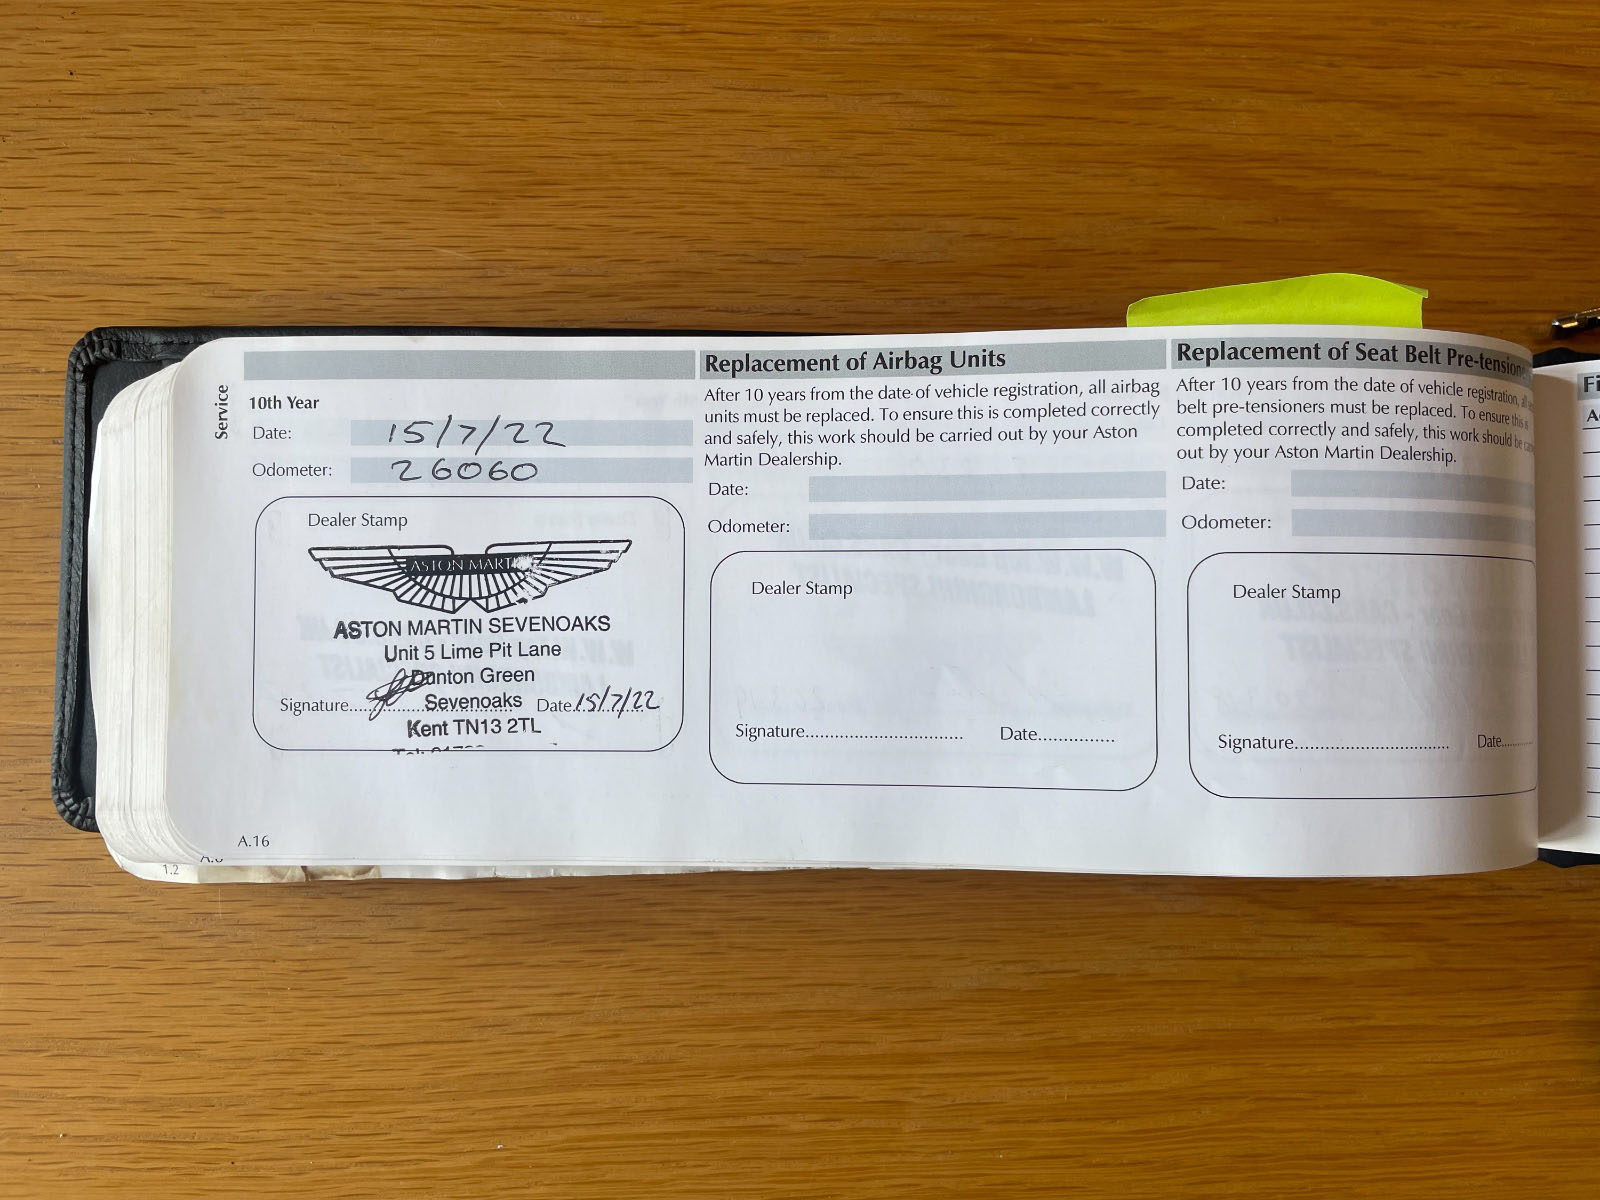 Service
10th Year
Date: 15/7/22
Odometer: 26060
Dealer Stamp
ASTON MART
ASTON MARTIN SEVENOAKS
Unit 5 Lime Pit Lane
Dunton Green
Sevenoaks
Signature.......... Date 15/7/22
Kent TN13 2TL
A.16
1.2
Replacement of Airbag Units
After 10 years from the date of vehicle registration, all airbag
units must be replaced. To ensure this is completed correctly
and safely, this work should be carried out by your Aston
Martin Dealership.
Date:
Odometer:
Dealer Stamp
Signature................................ Date...............
Replacement of Seat Belt Pre-tension
After 10 years from the date of vehicle registration, all
belt pre-tensioners must be replaced. To ensure this is
completed correctly and safely, this work should be
out by your Aston Martin Dealership.
Date:
Odometer:
Dealer Stamp
Signature............................... Date......
Fi